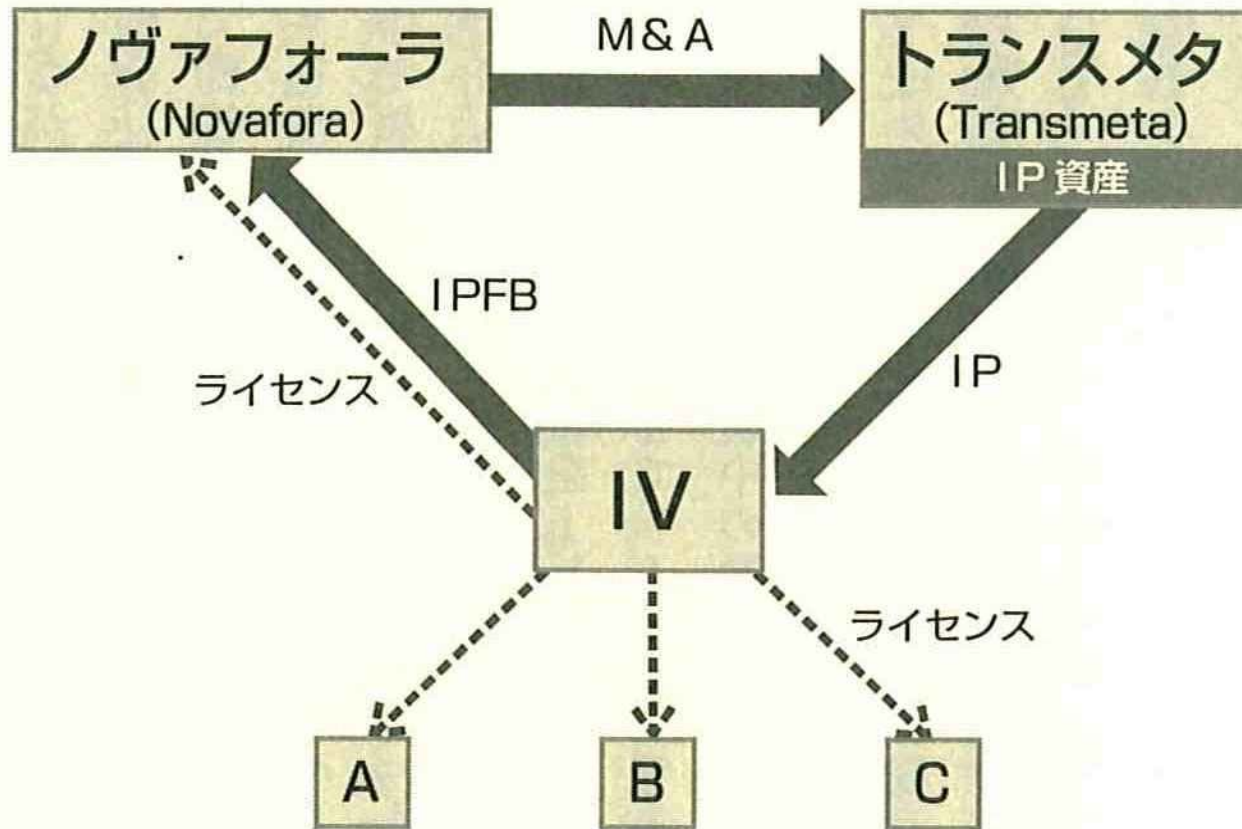 ノヴァフォーラ
(Novafora)
M&A
トランスメタ
(Transmeta)
IP資産
IPFB
ライセンス
IP
IV
ライセンス
A
B
C